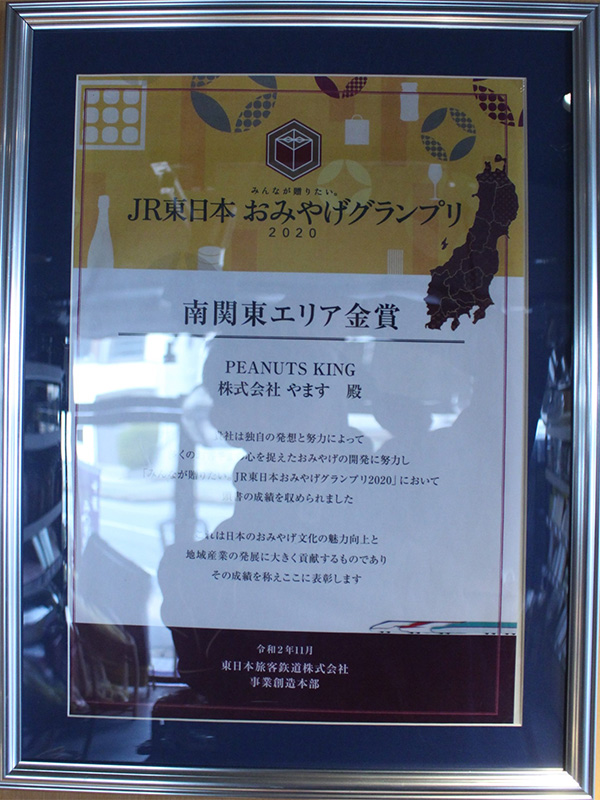 みんなが贈りたい。
JR東日本 おみやげグランプリ
2020
南関東エリア金賞
PEANUTS KING
株式会社 やます 殿
社は独自の発想と努力によって
くの 心を捉えたおみやげの開発に努力し
「みんなが贈りたい。JR東日本おみやげグランプリ2020」において
書の成績を収められました
これは日本のおみやげ文化の魅力向上と
地域産業の発展に大きく貢献するものであり
その成績を称えここに表彰します
令和2年11月
東日本旅客鉄道株式会社
事業創造本部